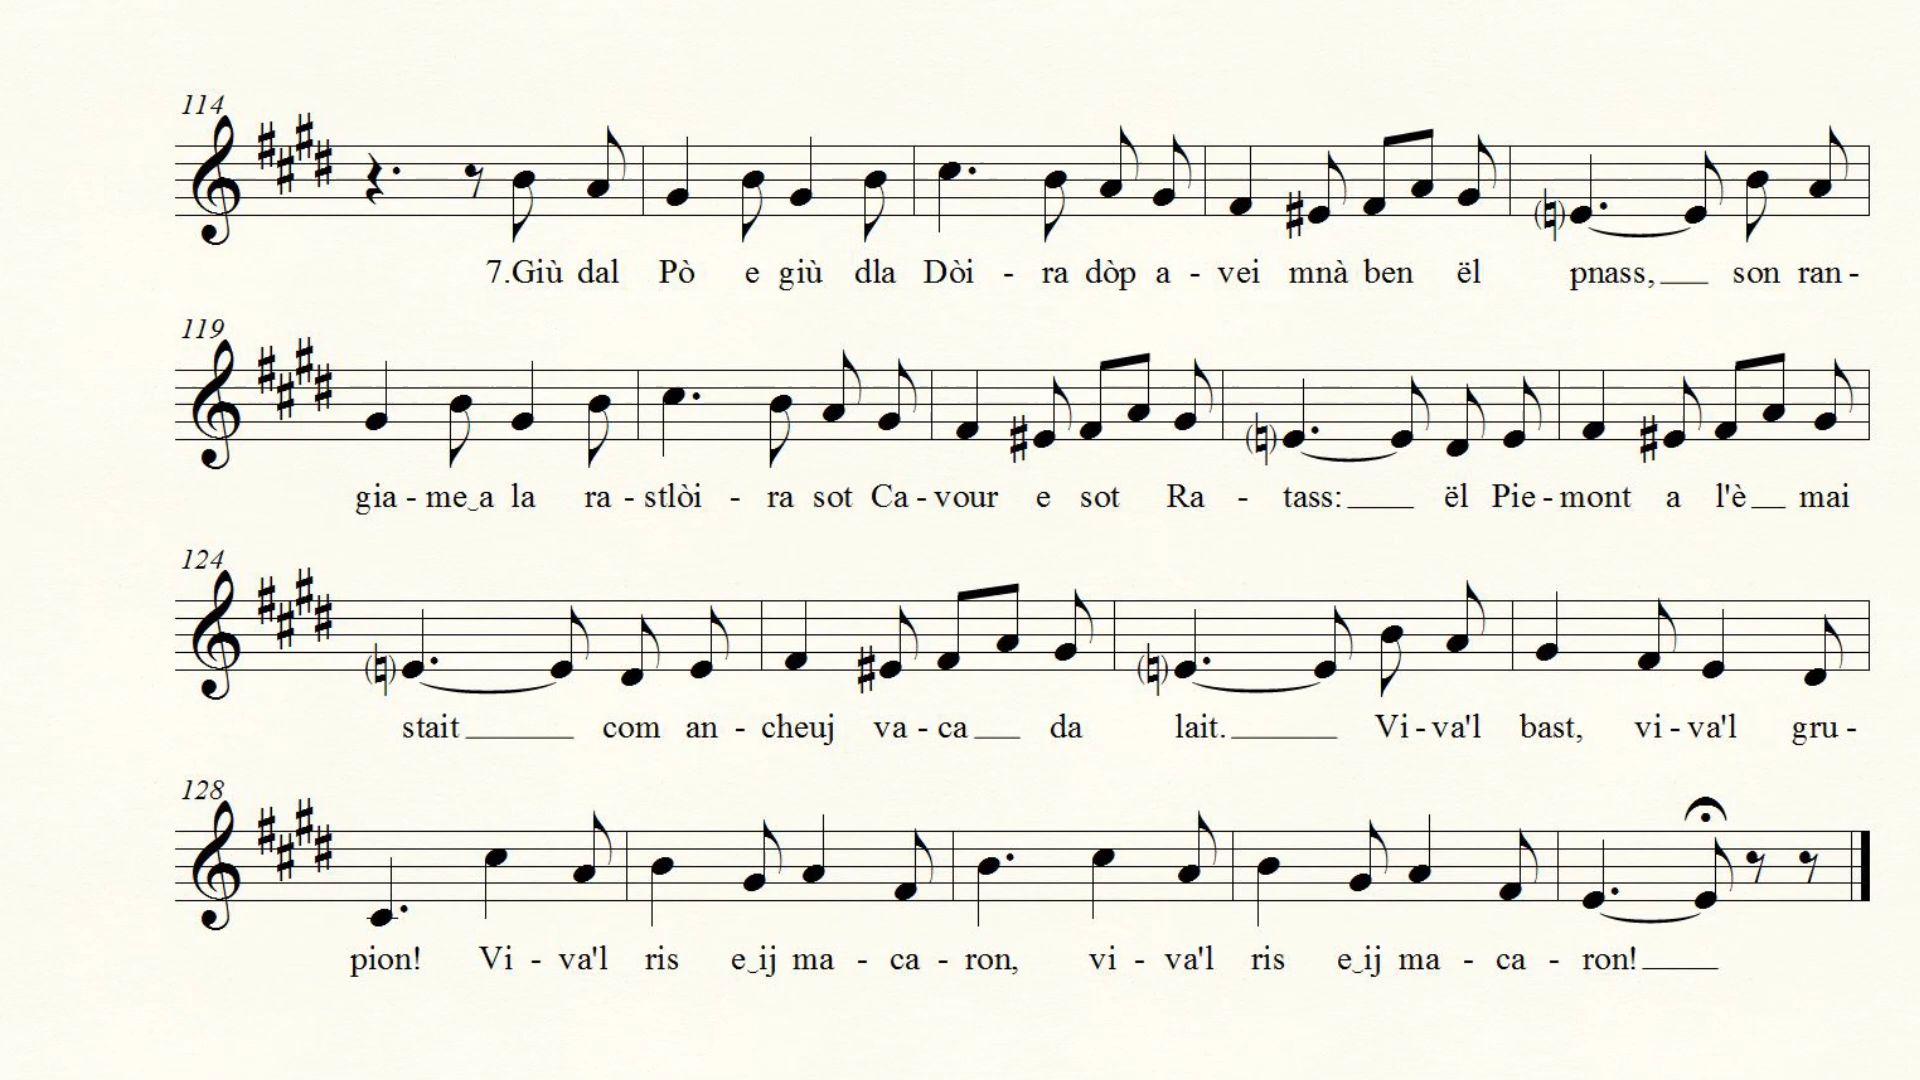 114
7.Giù dal Pò e giù dla Dòi - ra dòp a - vei mnà ben ël pnass, son ran -
119
gia - me‿a la ra - stlòi - ra sot Ca - vour e sot Ra - tass: ël Pie - mont a l'è mai
124
stait com an - cheuj va - ca da lait. Vi - va'l bast, vi - va'l gru -
128
pion! Vi - va'l ris e‿ij ma - ca - ron, vi - va'l ris e‿ij ma - ca - ron!